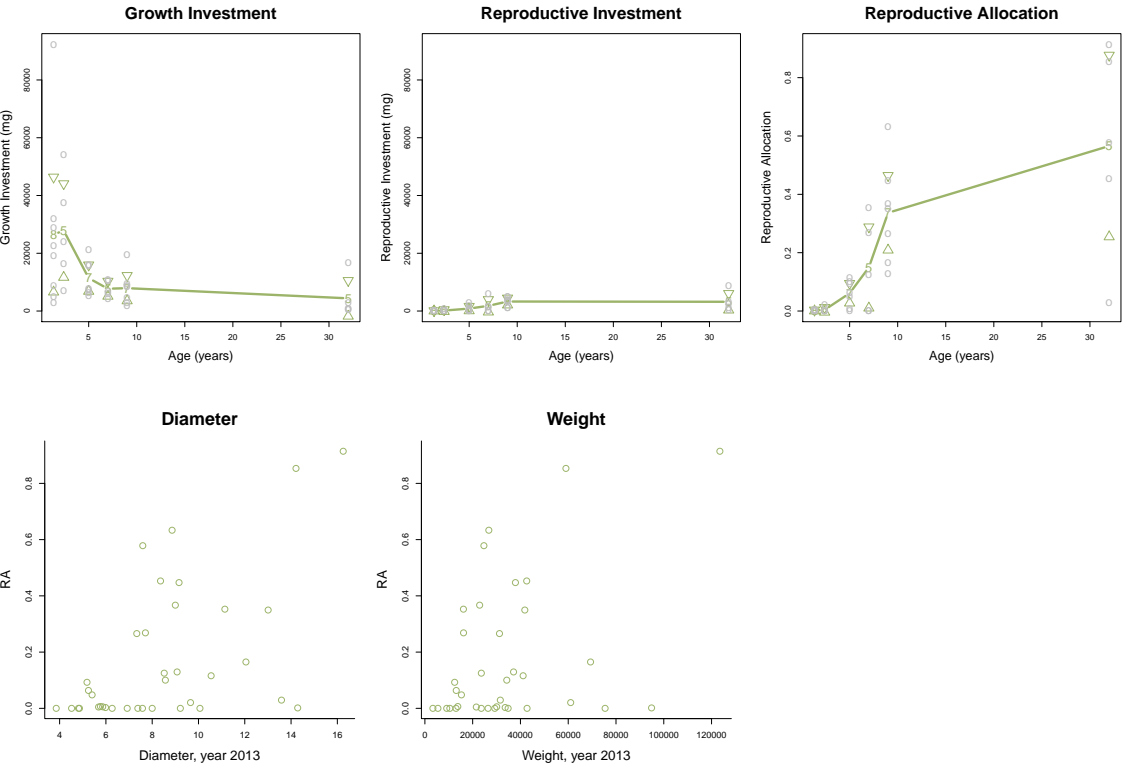 Growth Investment
Growth Investment (mg)
0 20000 40000 60000 80000
5 10 15 20 25 30
Age (years)
Reproductive Investment
Reproductive Investment (mg)
0 20000 40000 60000 80000
5 10 15 20 25 30
Age (years)
Reproductive Allocation
Reproductive Allocation
0.0 0.2 0.4 0.6 0.8
5 10 15 20 25 30
Age (years)
Diameter
RA
0.0 0.2 0.4 0.6 0.8
4 6 8 10 12 14 16
Diameter, year 2013
Weight
RA
0.0 0.2 0.4 0.6 0.8
0 20000 40000 60000 80000 100000 120000
Weight, year 2013